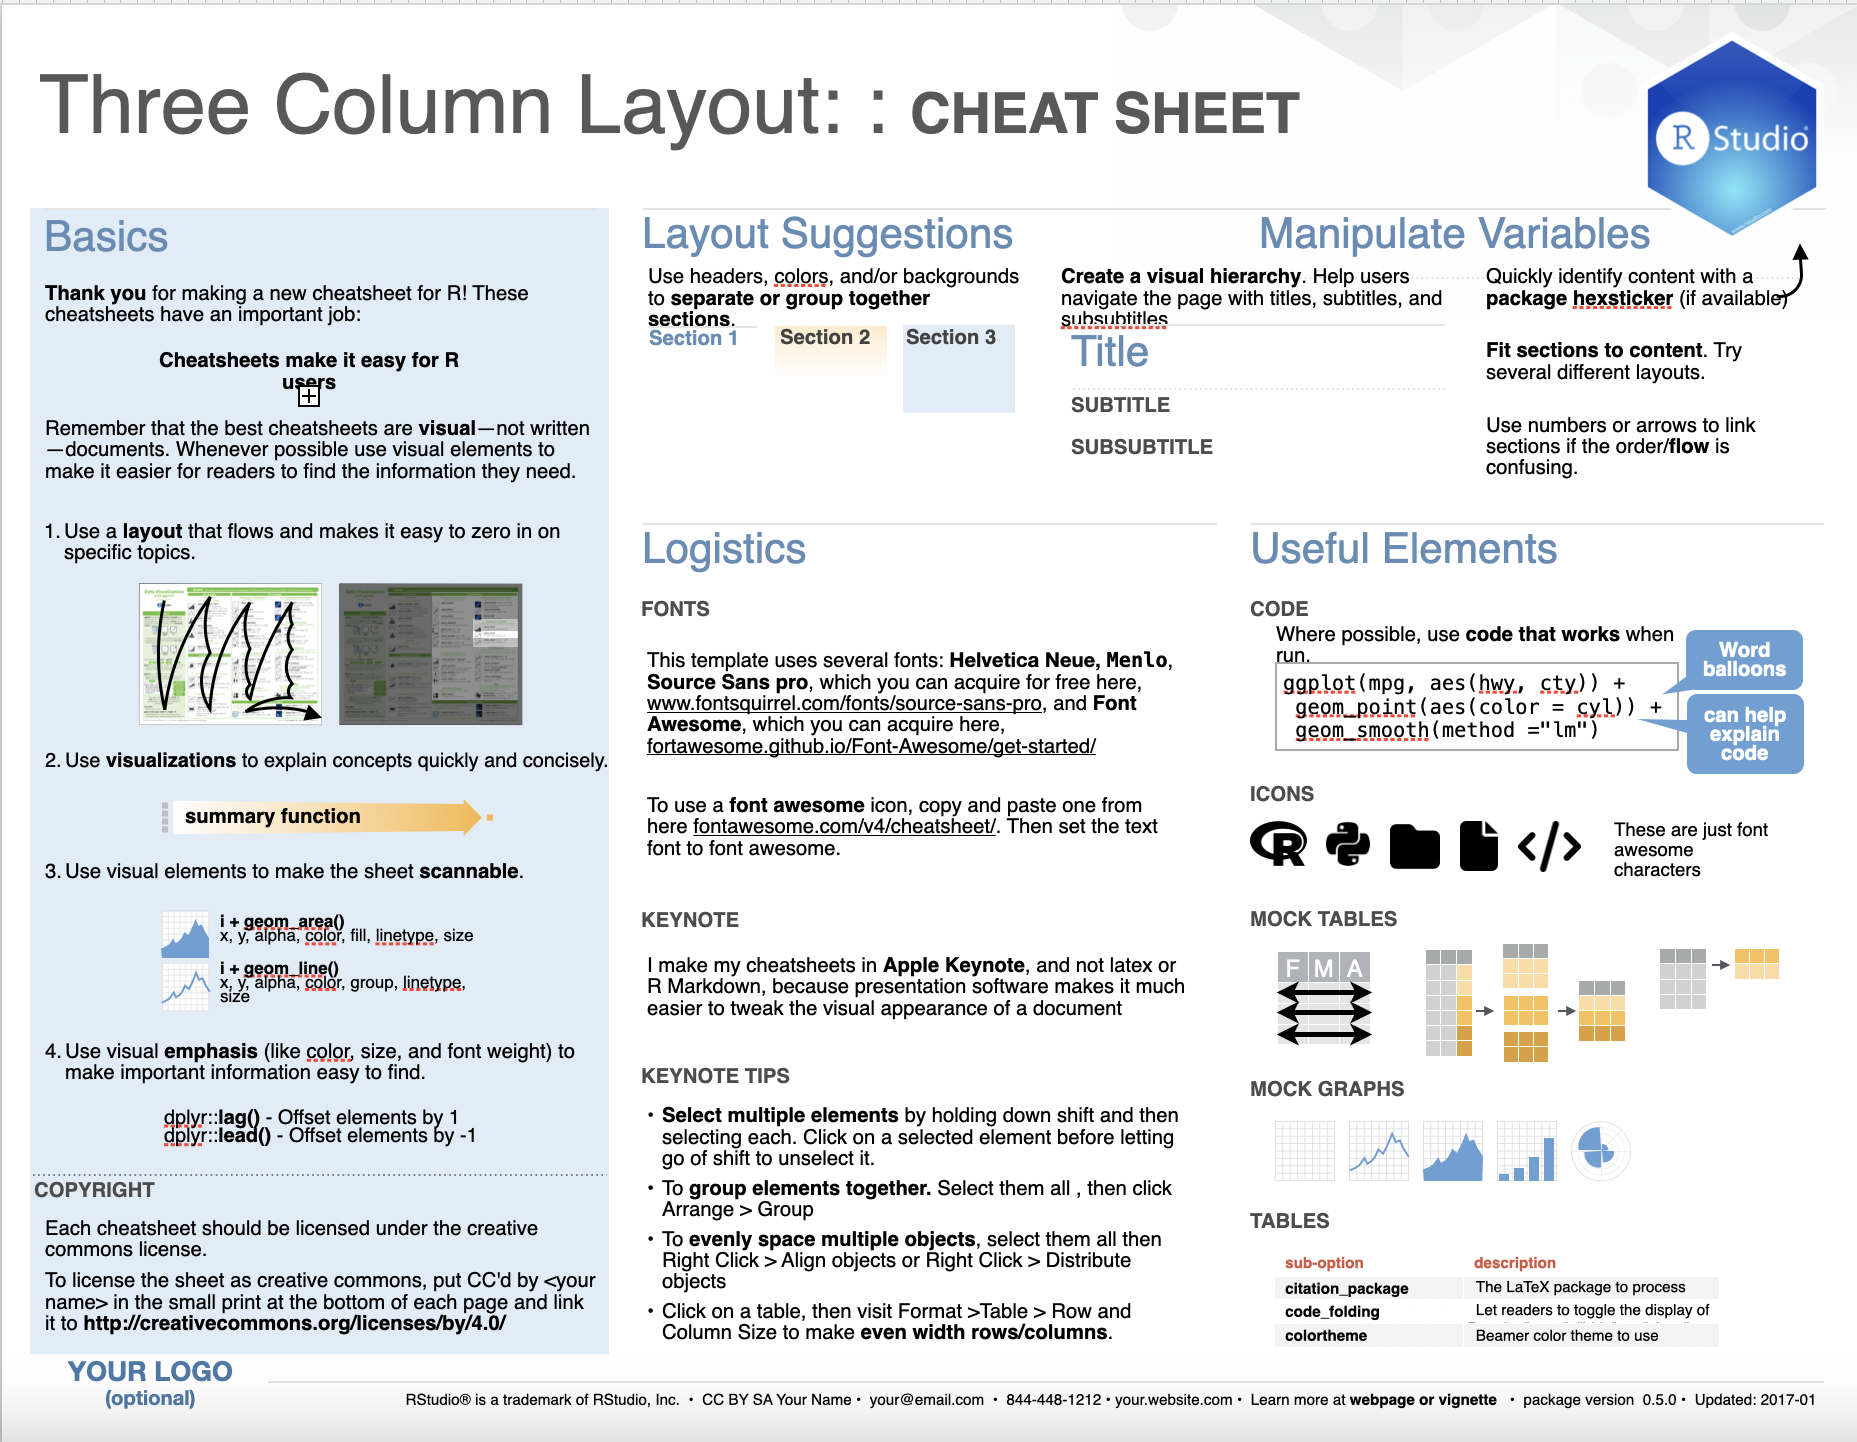 Three Column Layout: : CHEAT SHEET
R Studio®
Basics
Thank you for making a new cheatsheet for R! These
cheatsheets have an important job:
Cheatsheets make it easy for R
users
Remember that the best cheatsheets are visual—not written
—documents. Whenever possible use visual elements to
make it easier for readers to find the information they need.
1. Use a layout that flows and makes it easy to zero in on
specific topics.
2. Use visualizations to explain concepts quickly and concisely.
summary function
3. Use visual elements to make the sheet scannable.
i + geom_area()
x, y, alpha, color, fill, linetype, size
i + geom_line()
x, y, alpha, color, group, linetype,
size
4. Use visual emphasis (like color, size, and font weight) to
make important information easy to find.
dplyr::lag() - Offset elements by 1
dplyr::lead() - Offset elements by -1
COPYRIGHT
Each cheatsheet should be licensed under the creative
commons license.
To license the sheet as creative commons, put CC'd by <your
name> in the small print at the bottom of each page and link
it to http://creativecommons.org/licenses/by/4.0/
Layout Suggestions
Use headers, colors, and/or backgrounds
to separate or group together
sections.
Section 1
Section 2
Section 3
Create a visual hierarchy. Help users
navigate the page with titles, subtitles, and
subsubtitles
Title
SUBTITLE
SUBSUBTITLE
Manipulate Variables
Quickly identify content with a
package hexsticker (if available)
Fit sections to content. Try
several different layouts.
Use numbers or arrows to link
sections if the order/flow is
confusing.
Logistics
FONTS
This template uses several fonts: Helvetica Neue, Menlo,
Source Sans pro, which you can acquire for free here,
www.fontsquirrel.com/fonts/source-sans-pro, and Font
Awesome, which you can acquire here,
fortawesome.github.io/Font-Awesome/get-started/
To use a font awesome icon, copy and paste one from
here fontawesome.com/v4/cheatsheet/. Then set the text
font to font awesome.
KEYNOTE
I make my cheatsheets in Apple Keynote, and not latex or
R Markdown, because presentation software makes it much
easier to tweak the visual appearance of a document
KEYNOTE TIPS
• Select multiple elements by holding down shift and then
selecting each. Click on a selected element before letting
go of shift to unselect it.
• To group elements together. Select them all , then click
Arrange > Group
• To evenly space multiple objects, select them all then
Right Click > Align objects or Right Click > Distribute
objects
• Click on a table, then visit Format >Table > Row and
Column Size to make even width rows/columns.
Useful Elements
CODE
Where possible, use code that works when
run.
ggplot(mpg, aes(hwy, cty)) +
geom_point(aes(color = cyl)) +
geom_smooth(method ="lm")
Word
balloons
can help
explain
code
ICONS
These are just font
awesome
characters
MOCK TABLES
F M A
MOCK GRAPHS
TABLES
sub-option description
citation_package The LaTeX package to process
code_folding Let readers to toggle the display of
colortheme Beamer color theme to use
YOUR LOGO
(optional)
RStudio® is a trademark of RStudio, Inc. • CC BY SA Your Name • your@email.com • 844-448-1212 • your.website.com • Learn more at webpage or vignette • package version 0.5.0 • Updated: 2017-01